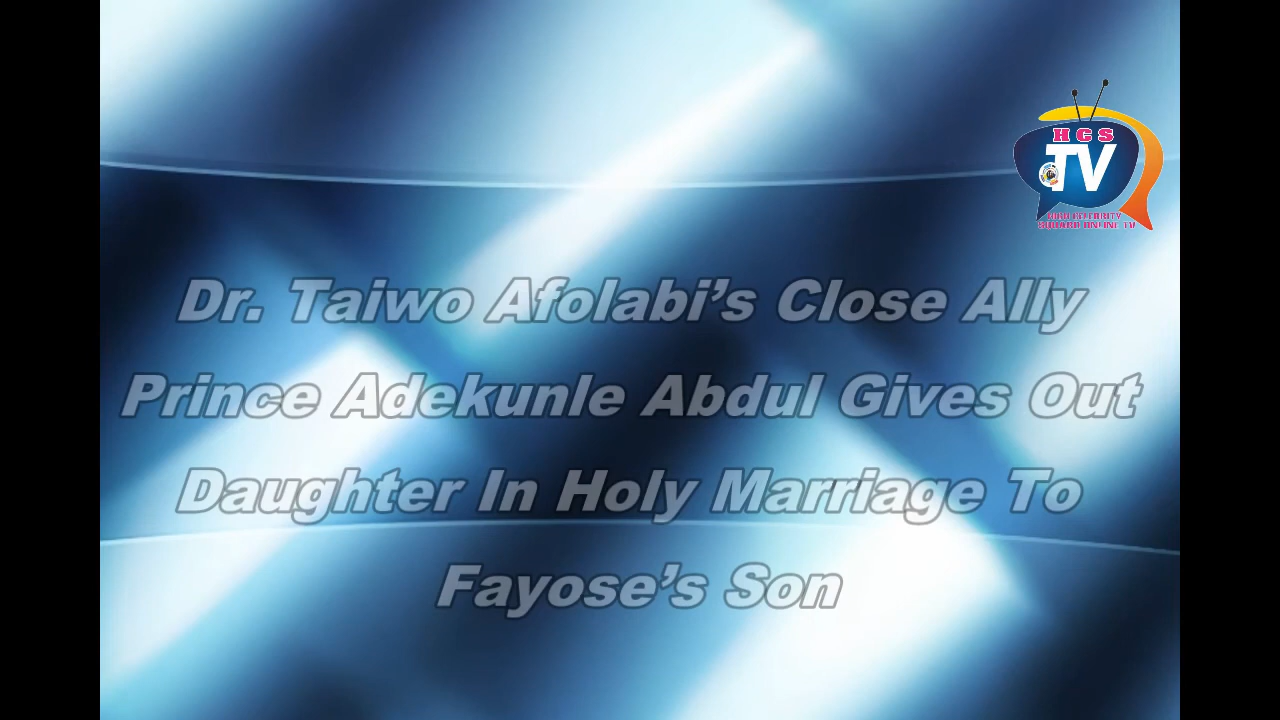 HCS
TV
Dr. Taiwo Afolabi’s Close Ally
Prince Adekunle Abdul Gives Out
Daughter In Holy Marriage To
Fayose’s Son